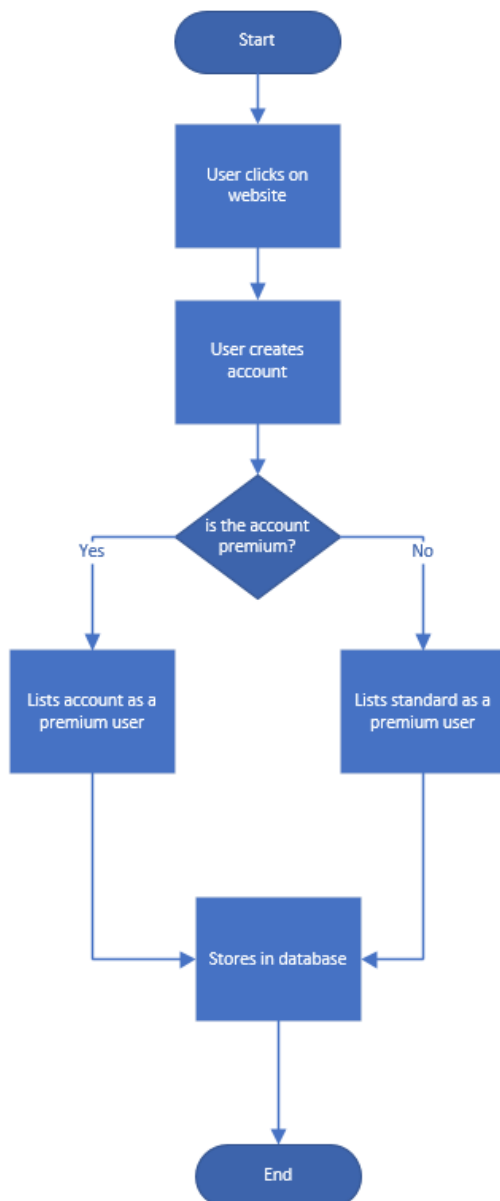 Start
User clicks on
website
User creates
account
is the account
premium?
Yes
No
Lists account as a
premium user
Lists standard as a
premium user
Stores in database
End